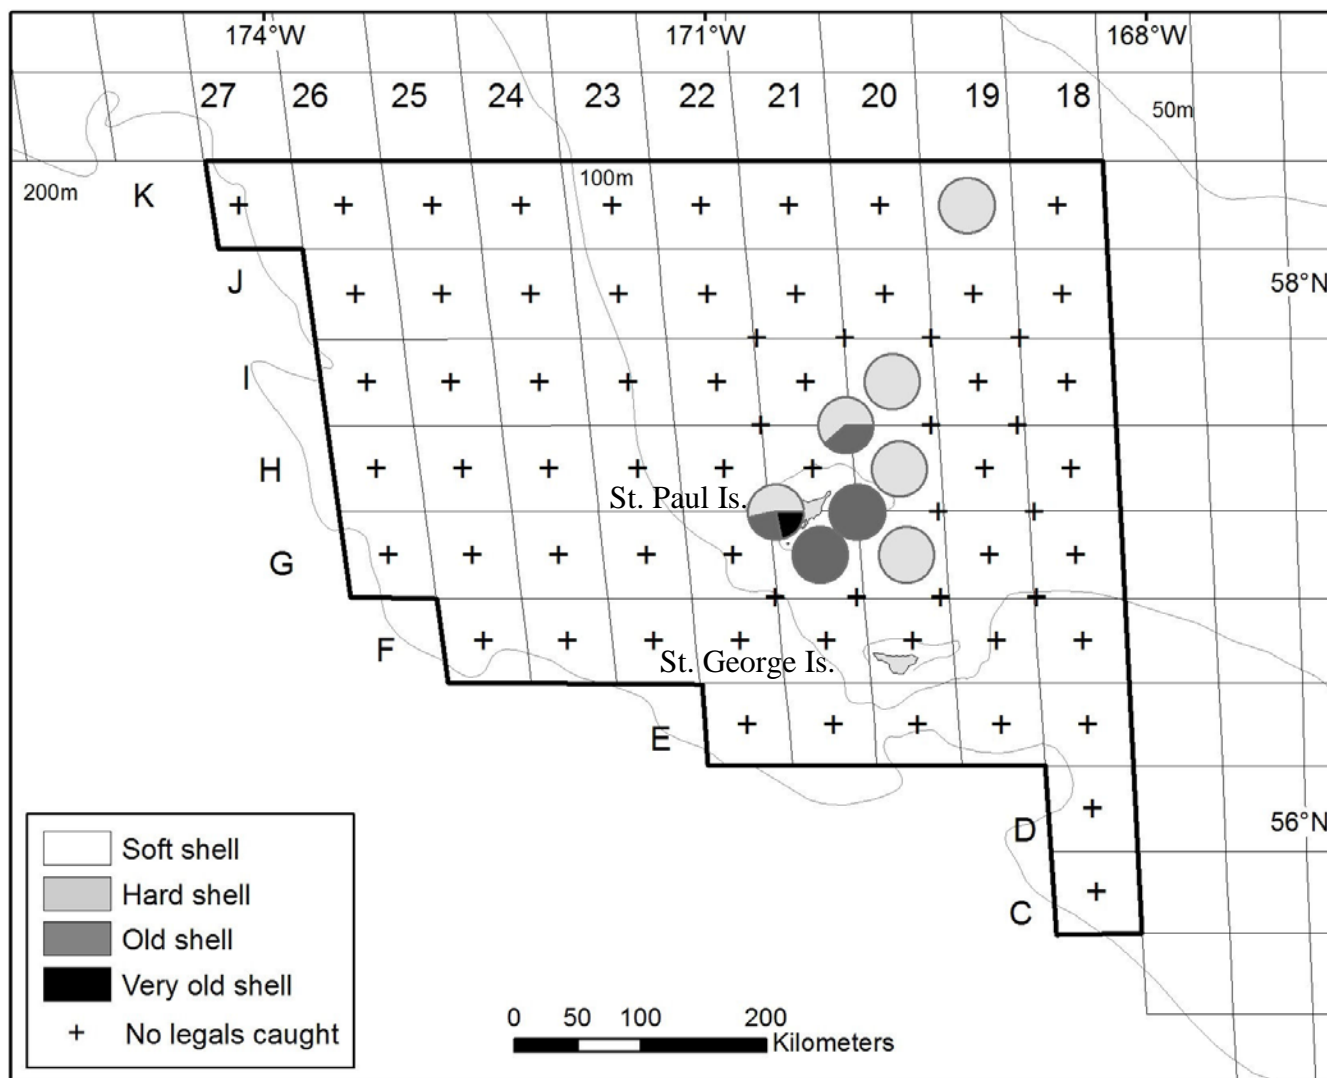 174°W 171°W 168°W
27 26 25 24 23 22 21 20 19 18
50m
200m
K
100m
J
58°N
I
H
St. Paul Is.
G
F
St. George Is.
E
D
56°N
C
Soft shell
Hard shell
Old shell
Very old shell
+ No legals caught
0 50 100 200
Kilometers